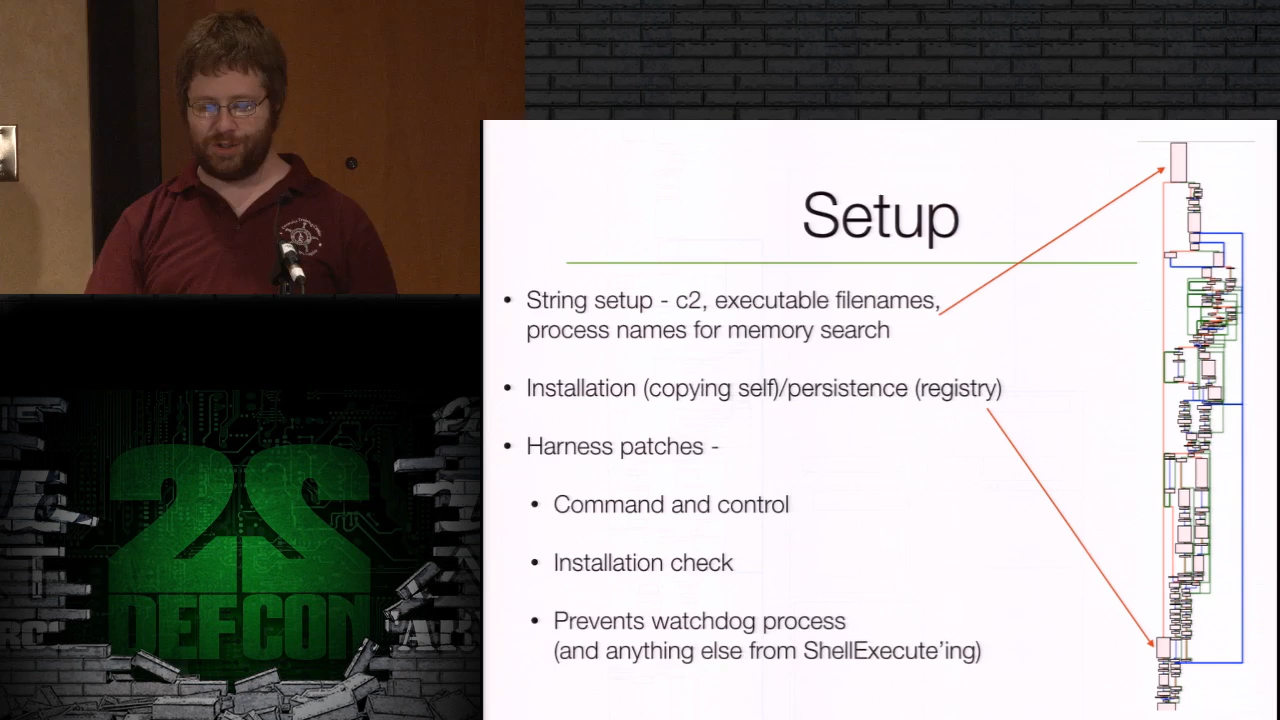 Setup
• String setup - c2, executable filenames,
process names for memory search
• Installation (copying self)/persistence (registry)
• Harness patches -
• Command and control
• Installation check
• Prevents watchdog process
(and anything else from ShellExecute'ing)
22
DEFCON